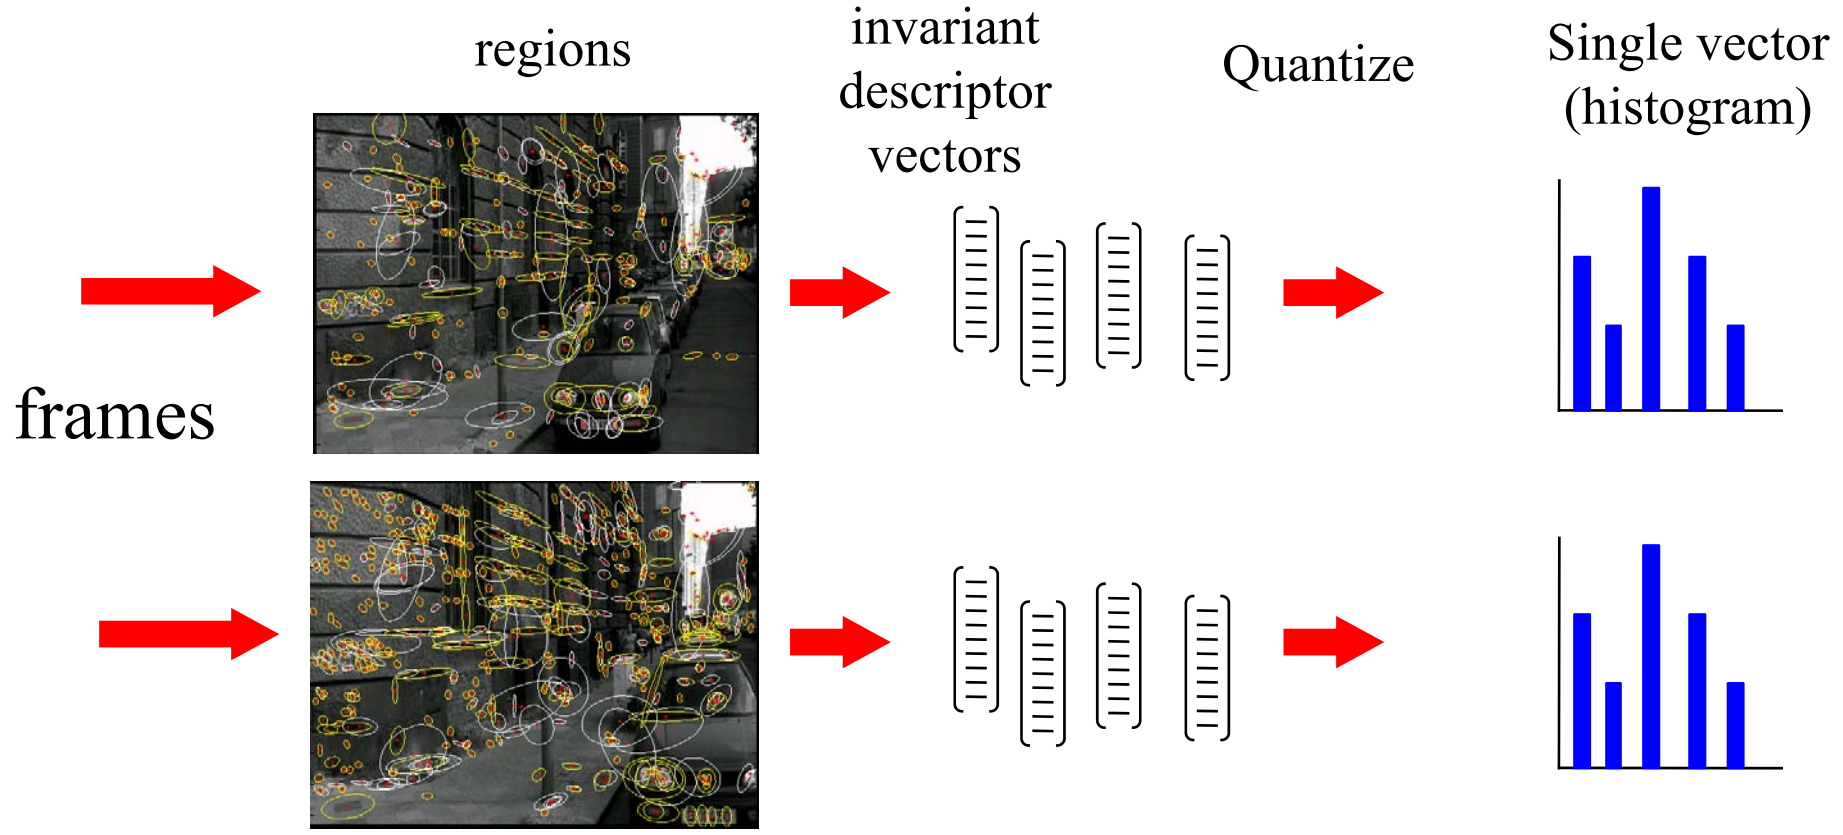 regions
invariant
descriptor
vectors
Quantize
Single vector
(histogram)
frames